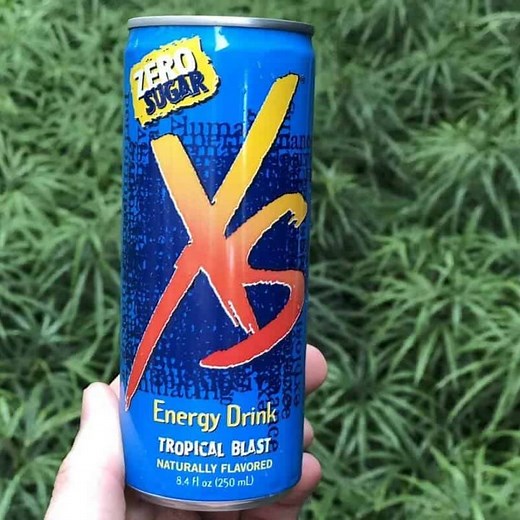 ZERO
SUGAR
XS
Energy Drink
TROPICAL BLAST
NATURALLY FLAVORED
8.4 fl oz (250 mL)